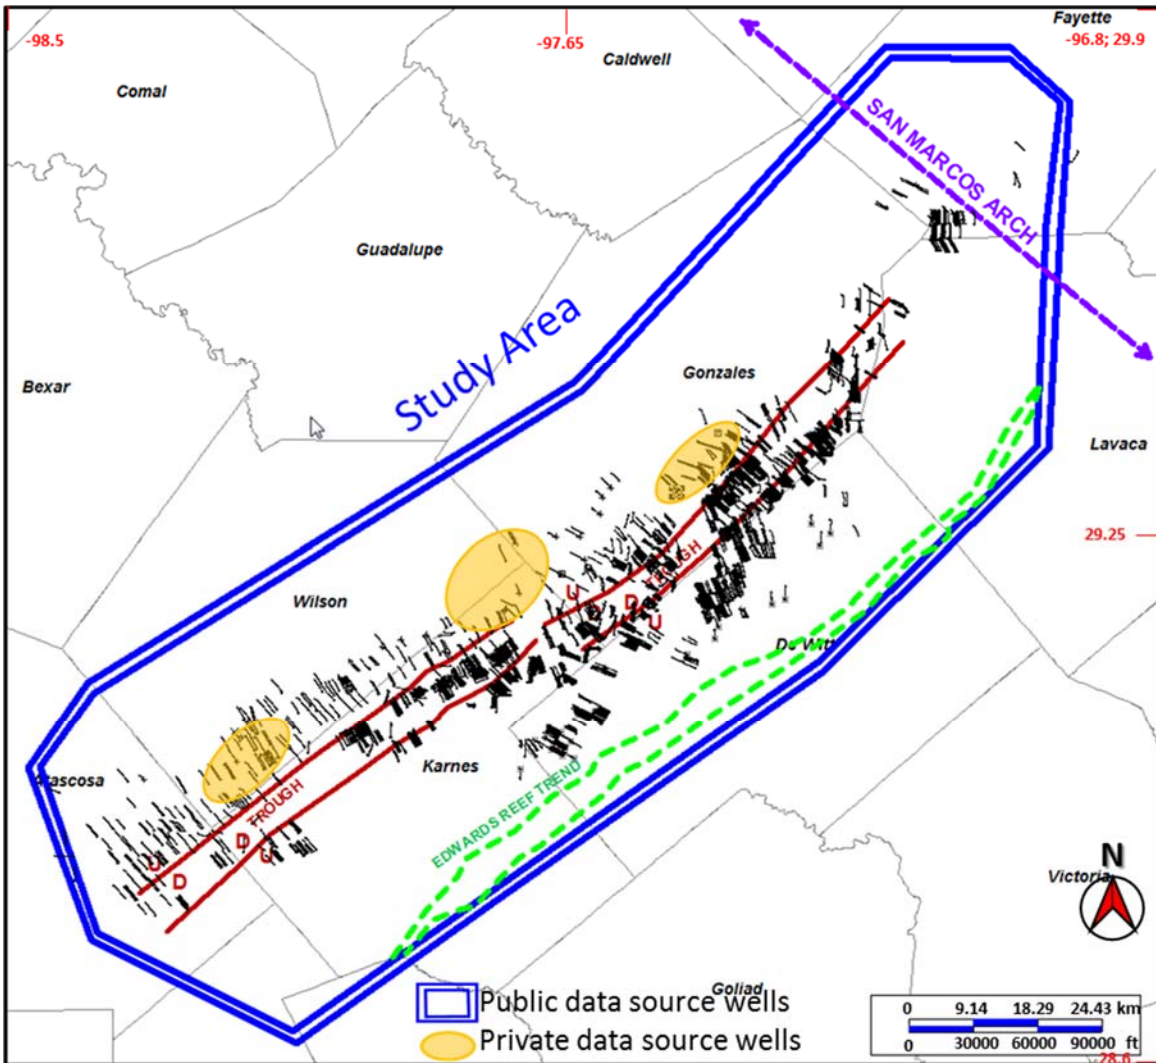 Fayette
-98.5
-97.65
-96.8; 29.9
Caldwell
Comal
SAN MARCOS ARCH
Guadalupe
Study Area
Bexar
Gonzales
Lavaca
29.25
TROUGH
U
D
U
Wilson
De Witt
Karnes
Atascosa
EDWARDS REEF TREND
TROUGH
U
D
D
U
N
Victoria
Goliad
Public data source wells
Private data source wells
0 9.14 18.29 24.43 km
0 30000 60000 90000 ft
-28.6